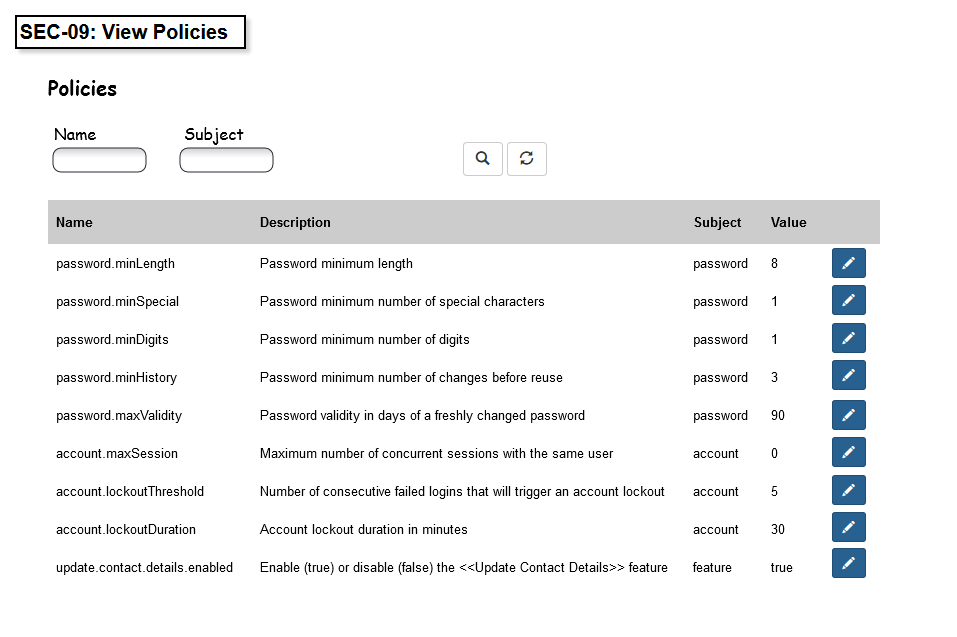 SEC-09: View Policies
Policies
Name Subject
Name Description Subject Value
password.minLength Password minimum length password 8
password.minSpecial Password minimum number of special characters password 1
password.minDigits Password minimum number of digits password 1
password.minHistory Password minimum number of changes before reuse password 3
password.maxValidity Password validity in days of a freshly changed password password 90
account.maxSession Maximum number of concurrent sessions with the same user account 0
account.lockoutThreshold Number of consecutive failed logins that will trigger an account lockout account 5
account.lockoutDuration Account lockout duration in minutes account 30
update.contact.details.enabled Enable (true) or disable (false) the <<Update Contact Details>> feature feature true